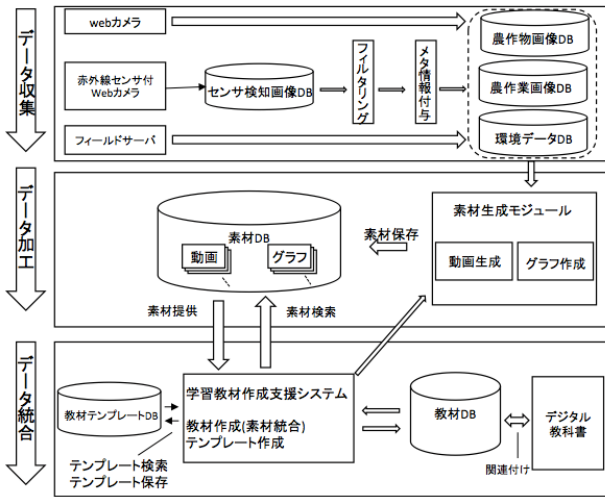 データ収集
webカメラ
赤外線センサ付
Webカメラ
フィールドサーバ
センサ検知画像DB
フィルタリング
メタ情報付与
農作物画像DB
農作業画像DB
環境データDB
データ加工
素材DB
動画
グラフ
素材保存
素材生成モジュール
動画生成
グラフ作成
素材提供
素材検索
データ統合
教材テンプレートDB
テンプレート検索
テンプレート保存
学習教材作成支援システム
教材作成(素材統合)
テンプレート作成
教材DB
関連付け
デジタル
教科書